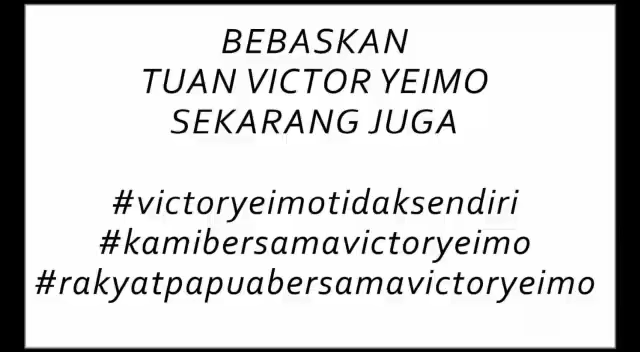 BEBASKAN
TUAN VICTOR YEIMO
SEKARANG JUGA
#victoryeimotidaksendiri
#kamibersamavictoryeimo
#rakyatpapuabersamavictoryeimo